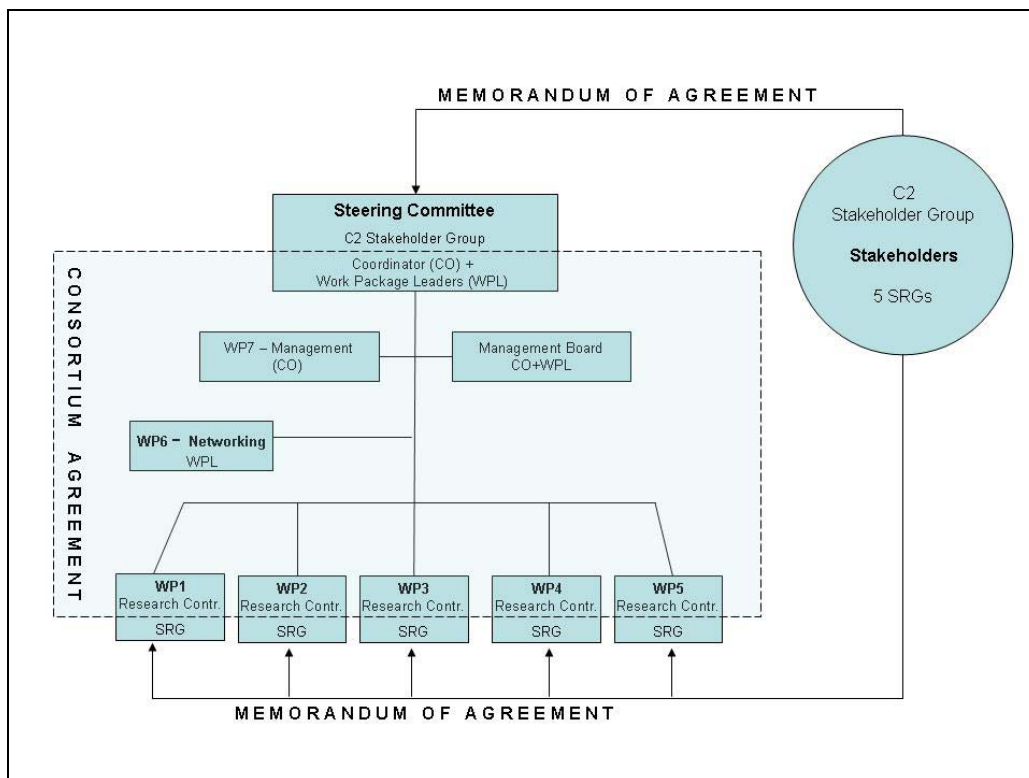 MEMORANDUM OF AGREEMENT
C2
Stakeholder Group
Stakeholders
5 SRGs
Steering Committee
C2 Stakeholder Group
Coordinator (CO) +
Work Package Leaders (WPL)
CONSORTIUM AGREEMENT
WP7 – Management
(CO)
Management Board
CO+WPL
WP6 – Networking
WPL
WP1
Research Contr.
SRG
WP2
Research Contr.
SRG
WP3
Research Contr.
SRG
WP4
Research Contr.
SRG
WP5
Research Contr.
SRG
MEMORANDUM OF AGREEMENT